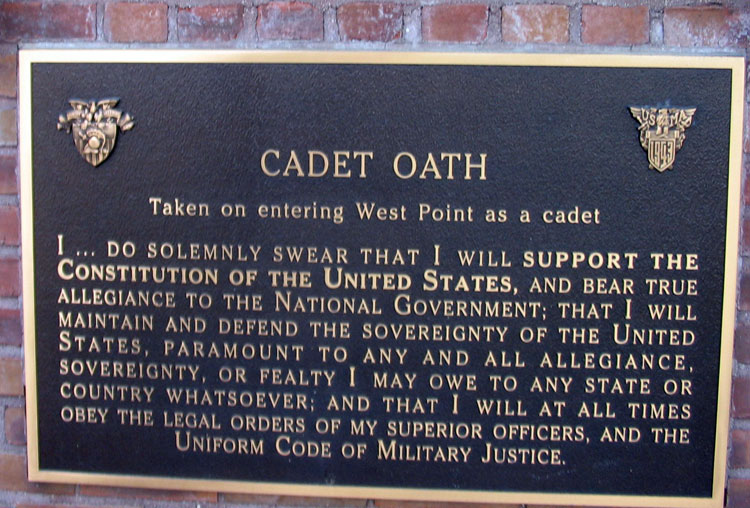 USMA
1943
CADET OATH
Taken on entering West Point as a cadet
I ... DO SOLEMNLY SWEAR THAT I WILL SUPPORT THE
CONSTITUTION OF THE UNITED STATES, AND BEAR TRUE
ALLEGIANCE TO THE NATIONAL GOVERNMENT; THAT I WILL
MAINTAIN AND DEFEND THE SOVEREIGNTY OF THE UNITED
STATES, PARAMOUNT TO ANY AND ALL ALLEGIANCE,
SOVEREIGNTY, OR FEALTY I MAY OWE TO ANY STATE OR
COUNTRY WHATSOEVER; AND THAT I WILL AT ALL TIMES
OBEY THE LEGAL ORDERS OF MY SUPERIOR OFFICERS, AND THE
UNIFORM CODE OF MILITARY JUSTICE.